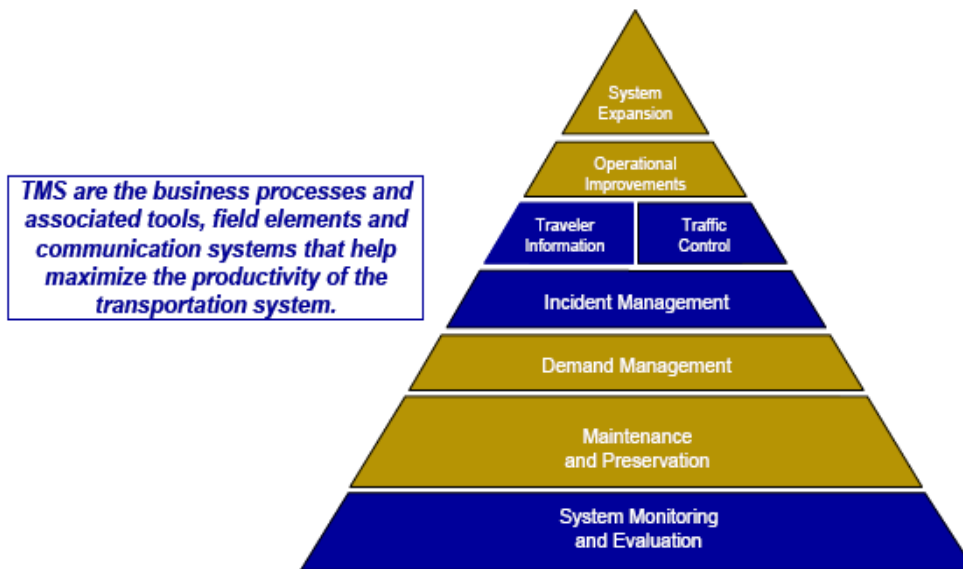 TMS are the business processes and
associated tools, field elements and
communication systems that help
maximize the productivity of the
transportation system.
System
Expansion
Operational
Improvements
Traveler
Information
Traffic
Control
Incident Management
Demand Management
Maintenance
and Preservation
System Monitoring
and Evaluation